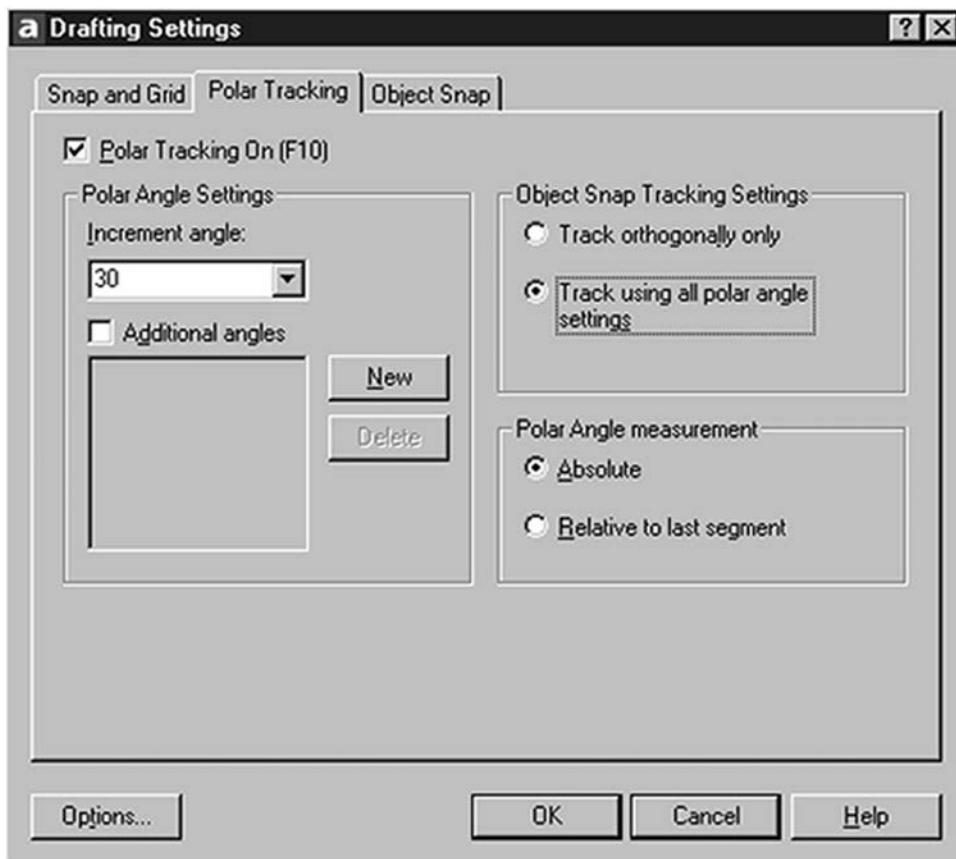 a Drafting Settings
Snap and Grid
Polar Tracking
Object Snap
Polar Tracking On (F10)
Polar Angle Settings
Increment angle:
30
Additional angles
New
Delete
Object Snap Tracking Settings
Track orthogonally only
Track using all polar angle
settings
Polar Angle measurement
Absolute
Relative to last segment
Options...
OK
Cancel
Help